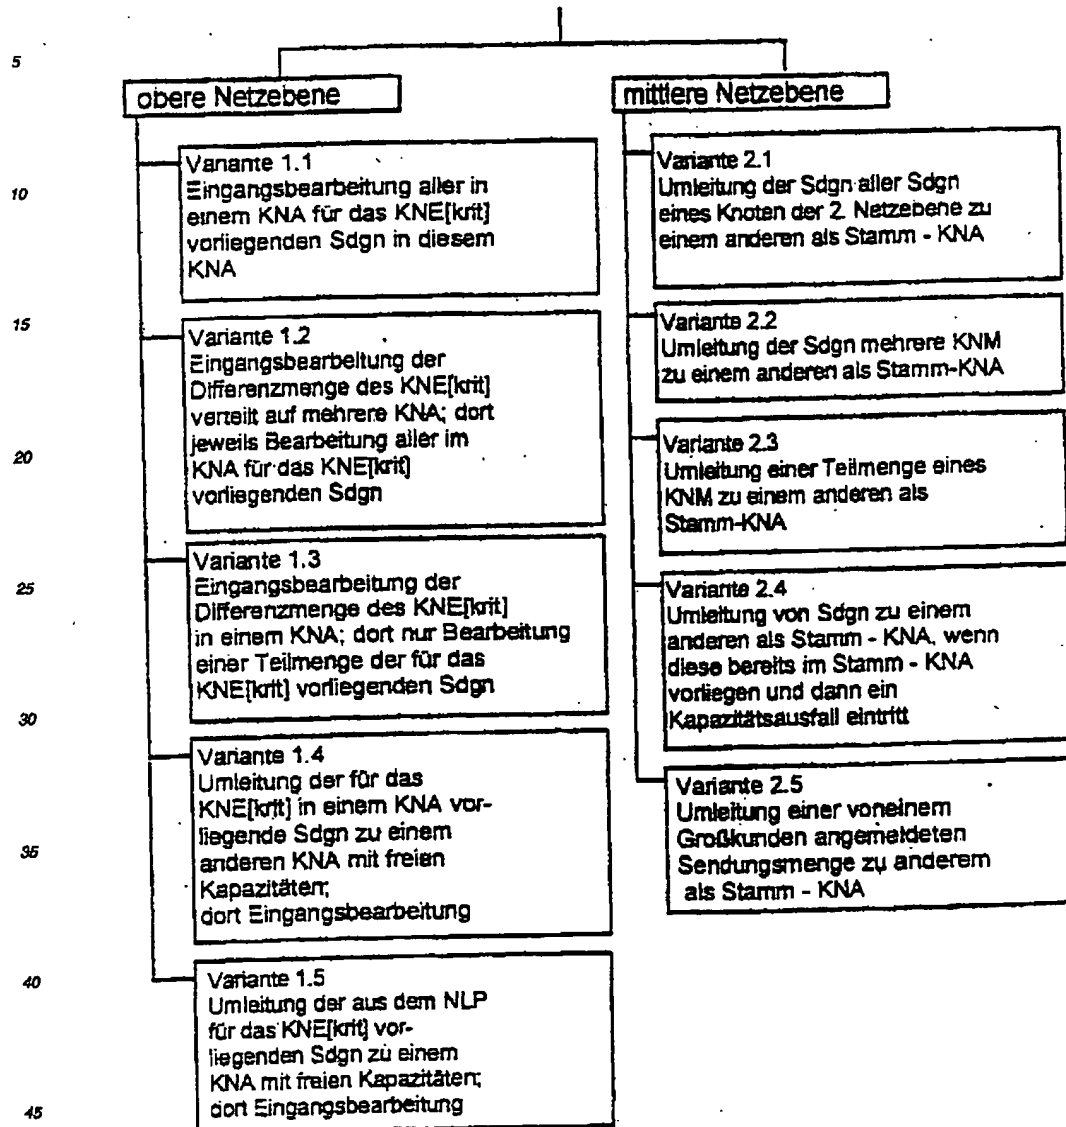 5
obere Netzebene
Variante 1.1
Eingangsbearbeitung aller in
einem KNA für das KNE[krit]
vorliegenden Sdgn in diesem
KNA
10
Variante 1.2
Eingangsbearbeitung der
Differenzmenge des KNE[krit]
verteilt auf mehrere KNA; dort
jeweils Bearbeitung aller im
KNA für das KNE[krit]
vorliegenden Sdgn
15
20
Variante 1.3
Eingangsbearbeitung der
Differenzmenge des KNE[krit]
in einem KNA; dort nur Bearbeitung
einer Teilmenge der für das
KNE[krit] vorliegenden Sdgn
25
30
Variante 1.4
Umleitung der für das
KNE[krit] in einem KNA vor-
liegende Sdgn zu einem
anderen KNA mit freien
Kapazitäten;
dort Eingangsbearbeitung
35
Variante 1.5
Umleitung der aus dem NLP
für das KNE[krit] vor-
liegenden Sdgn zu einem
KNA mit freien Kapazitäten;
dort Eingangsbearbeitung
40
45
mittlere Netzebene
Variante 2.1
Umleitung der Sdgn aller Sdgn
eines Knoten der 2. Netzebene zu
einem anderen als Stamm - KNA
Variante 2.2
Umleitung der Sdgn mehrere KNM
zu einem anderen als Stamm-KNA
Variante 2.3
Umleitung einer Teilmenge eines
KNM zu einem anderen als
Stamm-KNA
Variante 2.4
Umleitung von Sdgn zu einem
anderen als Stamm - KNA, wenn
diese bereits im Stamm - KNA
vorliegen und dann ein
Kapazitätsausfall eintritt
Variante 2.5
Umleitung einer voneinem
Großkunden angemeldeten
Sendungsmenge zu anderem
als Stamm - KNA